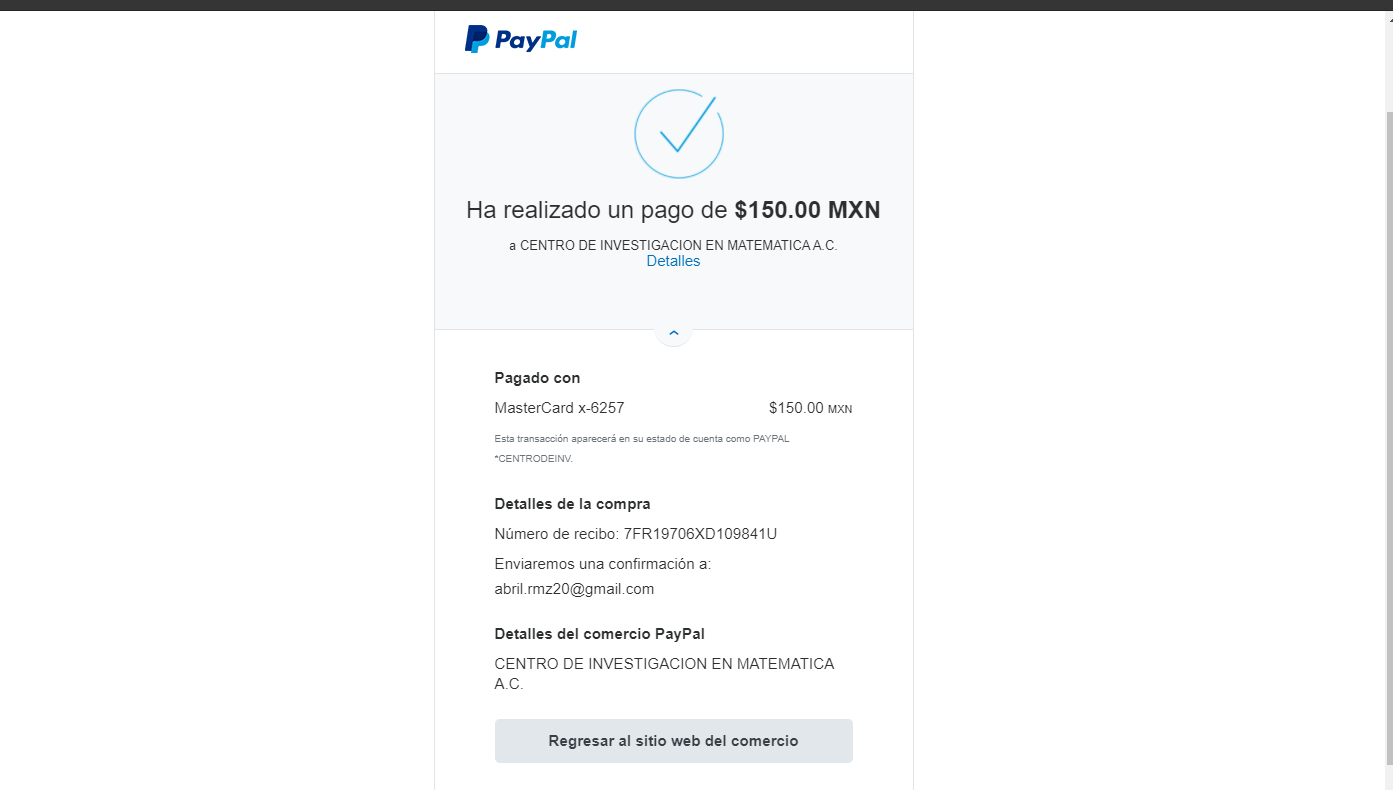 PayPal
Ha realizado un pago de $150.00 MXN
a CENTRO DE INVESTIGACION EN MATEMATICA A.C.
Detalles
Pagado con
MasterCard x-6257 $150.00 MXN
Esta transacción aparecerá en su estado de cuenta como PAYPAL
*CENTRODEINV.
Detalles de la compra
Número de recibo: 7FR19706XD109841U
Enviaremos una confirmación a:
abril.rmz20@gmail.com
Detalles del comercio PayPal
CENTRO DE INVESTIGACION EN MATEMATICA
A.C.
Regresar al sitio web del comercio